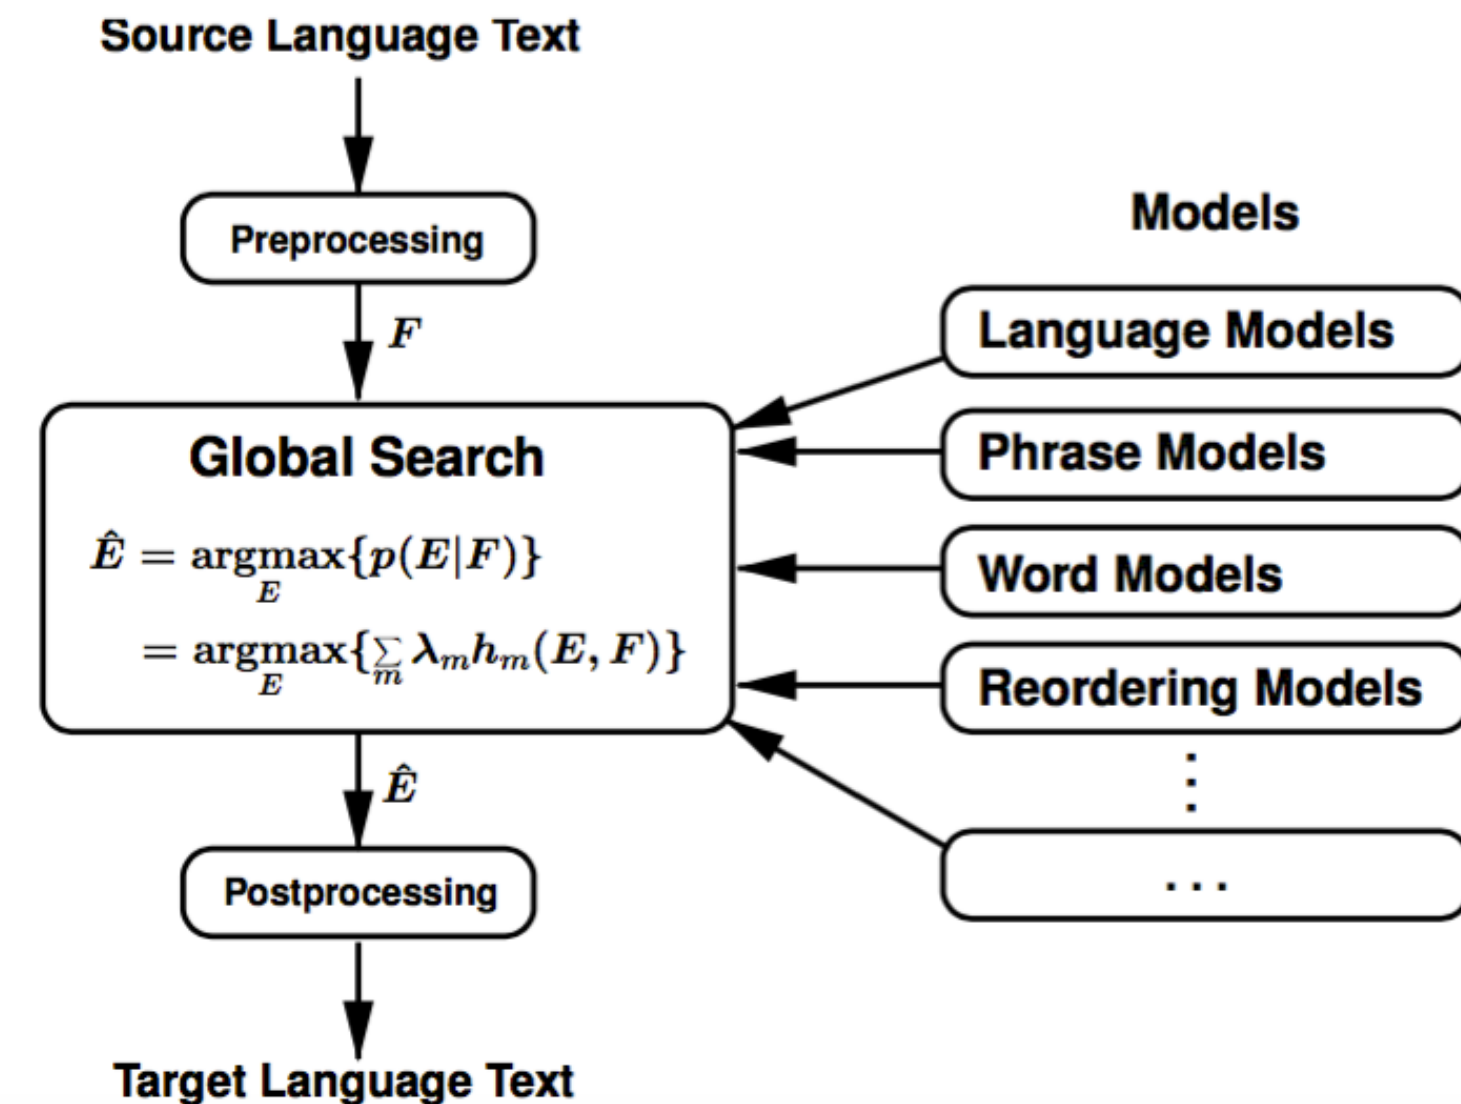 Source Language Text
Preprocessing
F
Global Search
Ê = argmax{p(E|F)}
E
= argmax{∑ λₘhₘ(E, F)}
E m
Ê
Postprocessing
Target Language Text
Models
Language Models
Phrase Models
Word Models
Reordering Models
⋮
...